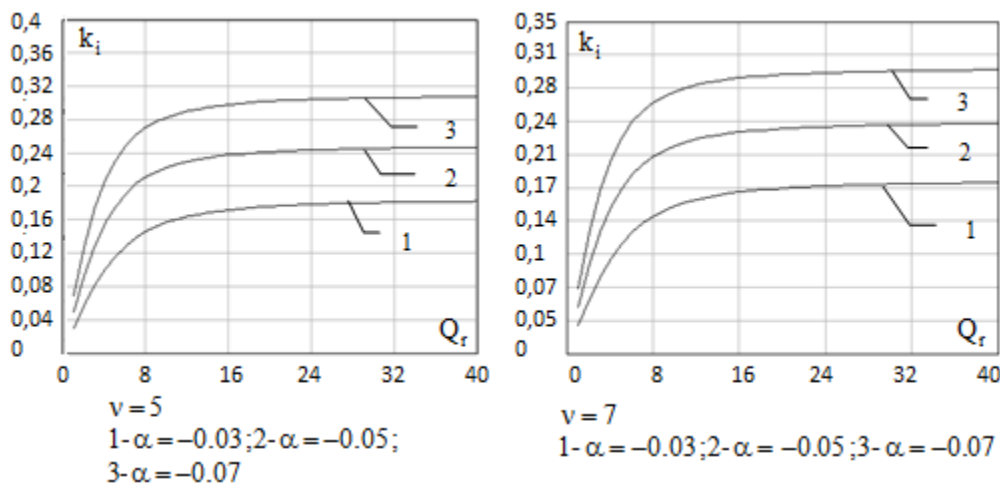 0,4
0,36
0,32
0,28
0,24
0,2
0,16
0,12
0,08
0,04
0
k_i
3
2
1
Q_r
0 8 16 24 32 40
ν = 5
1- α = −0.03 ;2- α = −0.05;
3- α = −0.07
0,35
0,31
0,28
0,24
0,21
0,17
0,14
0,1
0,07
0,05
0
k_i
3
2
1
Q_r
0 8 16 24 32 40
ν = 7
1- α = −0.03 ;2- α = −0.05 ;3- α = −0.07